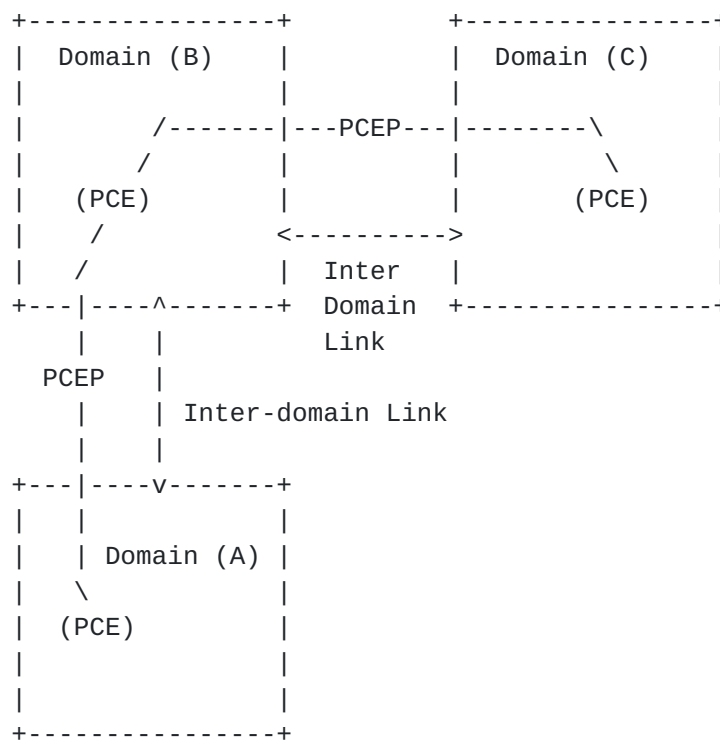 Domain (B) Domain (C)
PCEP
(PCE) (PCE)
Inter
Domain
Link
PCEP
Inter-domain Link
Domain (A)
(PCE)